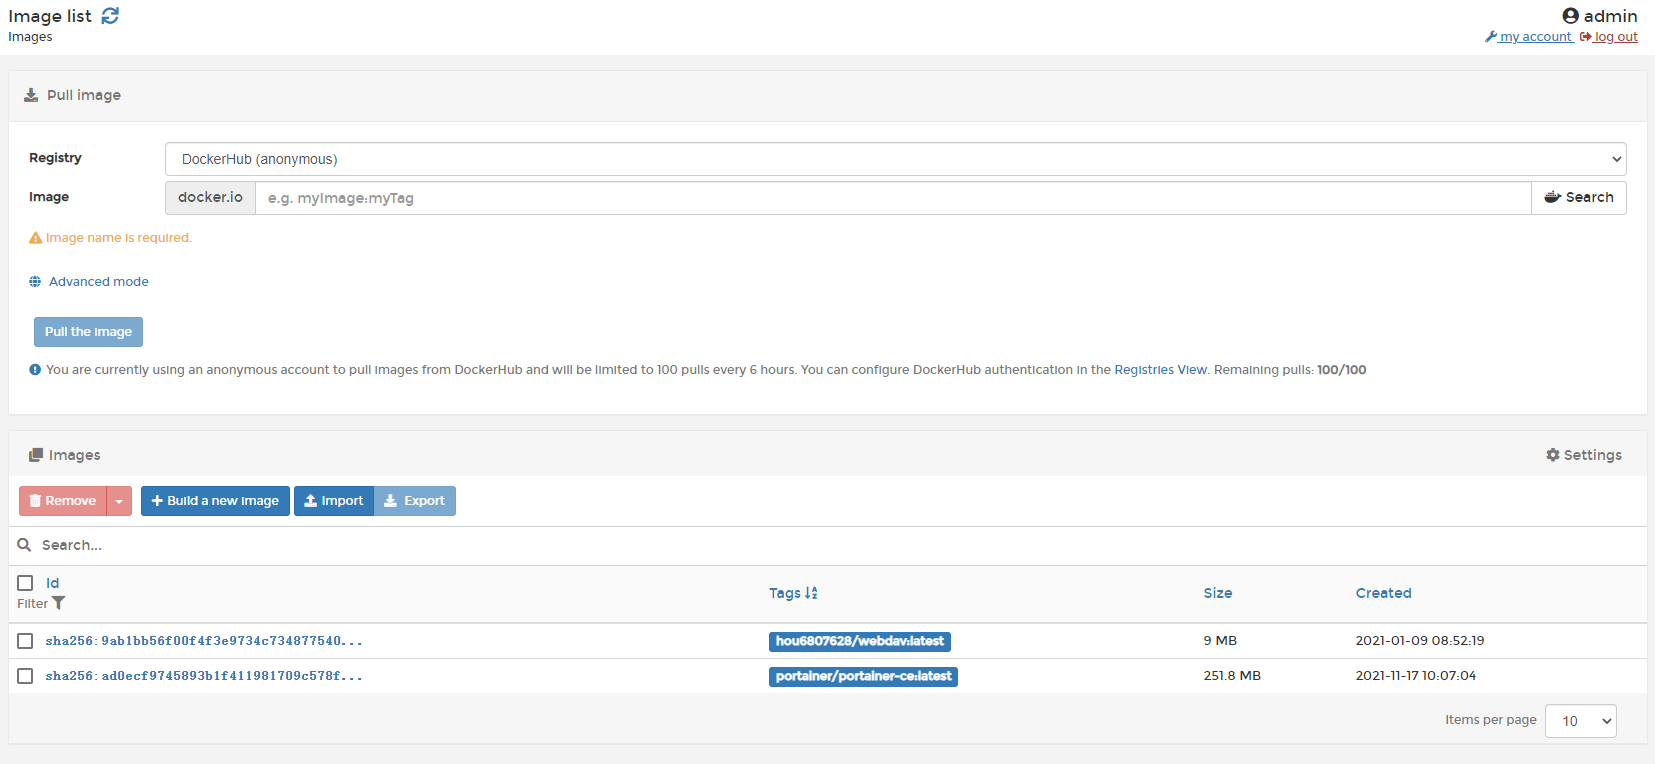 Image list
admin
Images
my account log out
Pull image
Registry
DockerHub (anonymous)
Image
docker.io
e.g. myImage:myTag
Search
Image name is required.
Advanced mode
Pull the image
You are currently using an anonymous account to pull images from DockerHub and will be limited to 100 pulls every 6 hours. You can configure DockerHub authentication in the Registries View. Remaining pulls: 100/100
Images
Settings
Remove
Build a new image
Import
Export
Search...
Id
Filter
Tags
Size
Created
sha256:9ab1bb56f00f4f3e9734c734877540... hou6807628/webdav:latest 9 MB 2021-01-09 08:52:19
sha256:ad0ecf9745893b1f411981709c578f... portainer/portainer-ce:latest 251.8 MB 2021-11-17 10:07:04
Items per page 10